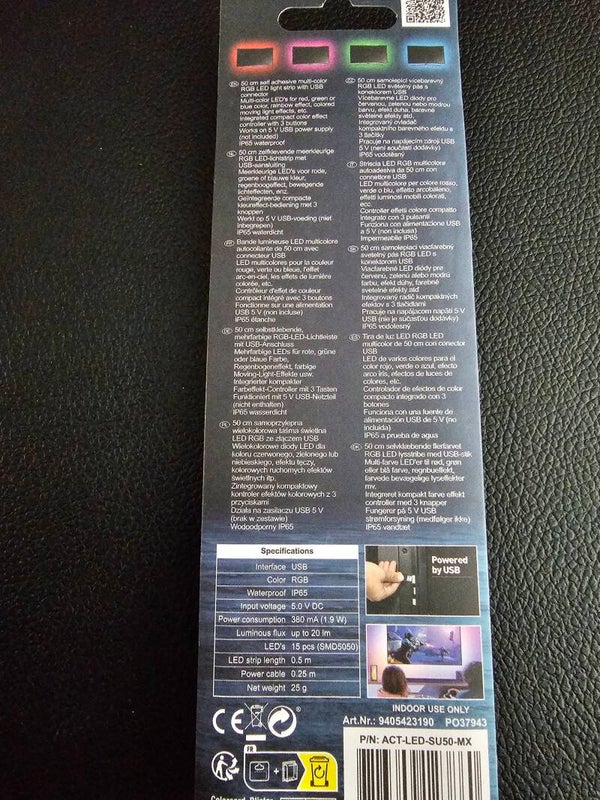 EN 50 cm self adhesive multi-color
RGB LED light strip with USB
connector
Multi-color LED's for red, green or
blue color, rainbow effect, colored
moving light effects, etc.
Integrated compact color effect
controller with 3 buttons
Works on 5 V USB power supply
(not included)
IP65 waterproof
NL 50 cm zelfklevende meerkleurige
RGB LED-lichtstrip met
USB-aansluiting
Meerkleurige LED's voor rode,
groene of blauwe kleur,
regenboogeffect, bewegende
lichteffecten, enz.
Geïntegreerde compacte
kleureffect-bediening met 3
knoppen
Werkt op 5 V USB-voeding (niet
inbegrepen)
IP65 waterdicht
FR Bande lumineuse LED multicolore
autocollante de 50 cm avec
connecteur USB
LED multicolores pour la couleur
rouge, verte ou bleue, l'effet
arc-en-ciel, les effets de lumière
colorée, etc.
Contrôleur d'effet de couleur
compact intégré avec 3 boutons
Fonctionne sur une alimentation
USB 5 V (non incluse)
IP65 étanche
DE 50 cm selbstklebende,
mehrfarbige RGB-LED-Lichtleiste
mit USB-Anschluss
Mehrfarbige LEDs für rote, grüne
oder blaue Farbe,
Regenbogeneffekt, farbige
Moving-Light-Effekte usw.
Integrierter kompakter
Farbeffekt-Controller mit 3 Tasten
Funktioniert mit 5 V USB-Netzteil
(nicht enthalten)
IP65 wasserdicht
PL 50 cm samoprzylepna
wielokolorowa taśma świetlna
LED RGB ze złączem USB
Wielokolorowe diody LED dla
koloru czerwonego, zielonego lub
niebieskiego, efektu tęczy,
kolorowych ruchomych efektów
świetlnych itp.
Zintegrowany kompaktowy
kontroler efektów kolorowych z 3
przyciskami
Działa na zasilaczu USB 5 V
(brak w zestawie)
Wodoodporny IP65
CZ 50 cm samolepicí vícebarevný
RGB LED světelný pás s
konektorem USB
Vícebarevné LED diody pro
červenou, zelenou nebo modrou
barvu, efekt duha, barevné
světelné efekty atd.
Integrovaný ovladač
kompaktního barevného efektu s
3 tlačítky
Pracuje na napájecím zdroji USB
5 V (není součástí dodávky)
IP65 vodotěsný
IT Striscia LED RGB multicolore
autoadesiva da 50 cm con
connettore USB
LED multicolore per colore rosso,
verde o blu, effetto arcobaleno,
effetti luminosi mobili colorati,
ecc.
Controller effetti colore compatto
integrato con 3 pulsanti
Funziona con alimentazione USB
a 5 V (non inclusa)
Impermeabile IP65
SK 50 cm samolepiaci viacfarebný
svetelný pás RGB LED s
konektorom USB
Viacfarebné LED diódy pre
červenú, zelenú alebo modrú
farbu, efekt dúhy, farebné
svetelné efekty atď
Integrovaný radič kompaktných
efektov s 3 tlačidlami
Pracuje na napájacom napätí 5 V
USB (nie je súčasťou dodávky)
IP65 vodotesný
ES Tira de luz LED RGB LED
multicolor de 50 cm con conector
USB
LED de varios colores para el
color rojo, verde o azul, efecto
arco iris, efectos de luces de
colores, etc.
Controlador de efectos de color
compacto integrado con 3
botones
Funciona con una fuente de
alimentación USB de 5 V (no
incluida)
IP65 a prueba de agua
DK 50 cm selvklæbende flerfarvet
RGB LED lysstribe med USB-stik
Multi-farve LED'er til rød, grøn
eller blå farve, regnbueffekt,
farvede bevægelige lyseffekter
mv.
Integreret kompakt farve effekt
controller med 3 knapper
Fungerer på 5 V USB
strømforsyning (medfølger ikke)
IP65 vandtæt
Specifications
Interface USB
Color RGB
Waterproof IP65
Input voltage 5.0 V DC
Power consumption 380 mA (1.9 W)
Luminous flux up to 20 lm
LED's 15 pcs (SMD5050)
LED strip length 0.5 m
Power cable 0.25 m
Net weight 25 g
Powered
by USB
INDOOR USE ONLY
Art.Nr.: 9405423190 PO37943
P/N: ACT-LED-SU50-MX
CE
FR
+